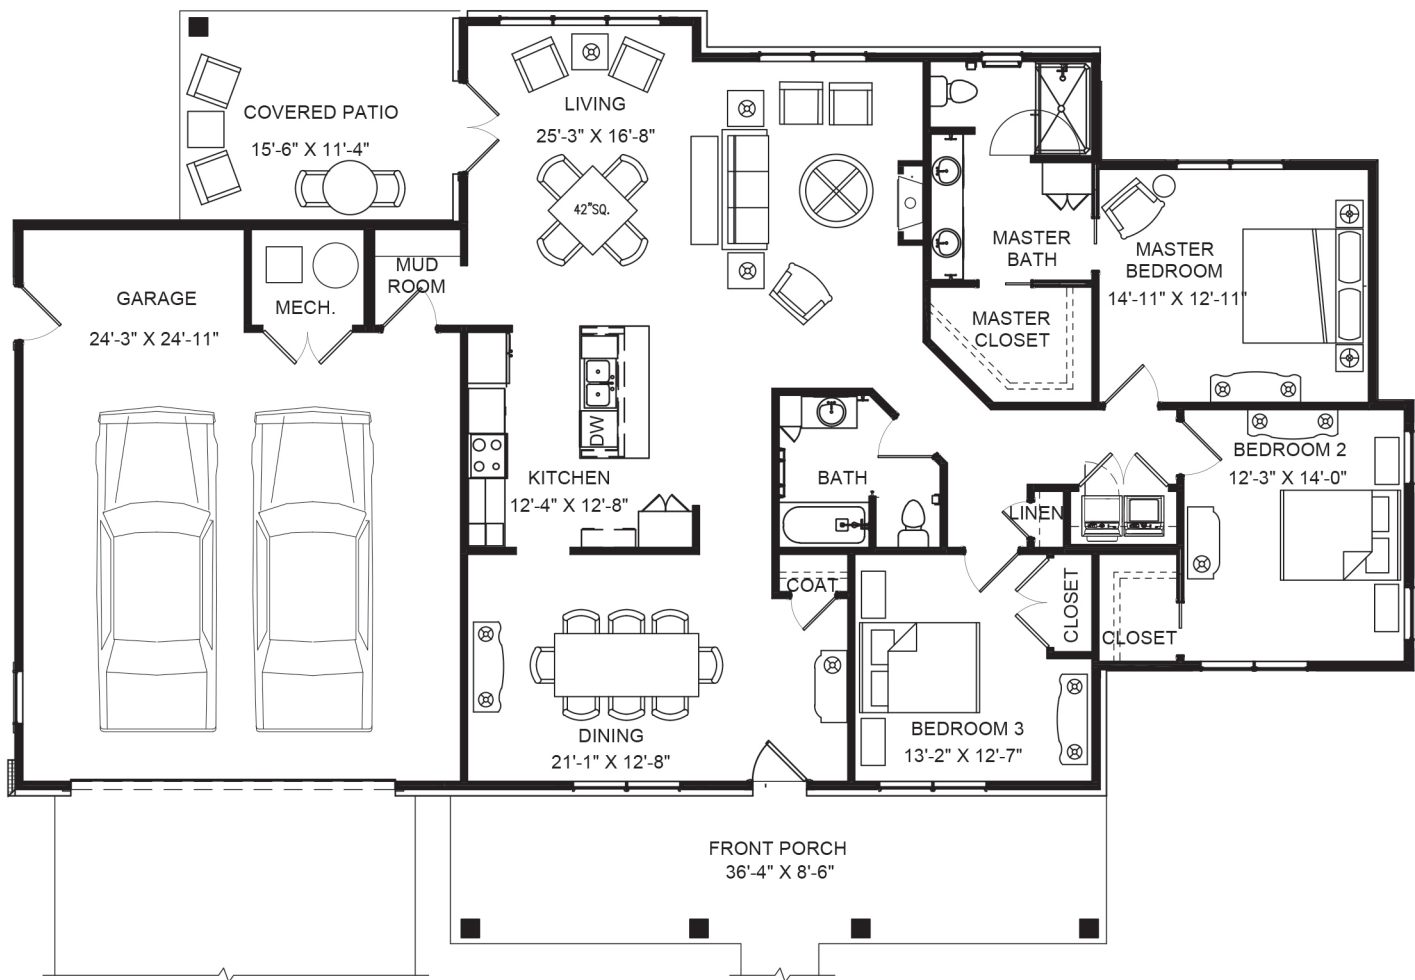 COVERED PATIO
15'-6" X 11'-4"
LIVING
25'-3" X 16'-8"
42"SQ.
MUD
ROOM
GARAGE
24'-3" X 24'-11"
MECH.
MASTER
BATH
MASTER
BEDROOM
14'-11" X 12'-11"
MASTER
CLOSET
DW
KITCHEN
12'-4" X 12'-8"
BATH
BEDROOM 2
12'-3" X 14'-0"
LINEN
COAT
CLOSET
CLOSET
DINING
21'-1" X 12'-8"
BEDROOM 3
13'-2" X 12'-7"
FRONT PORCH
36'-4" X 8'-6"